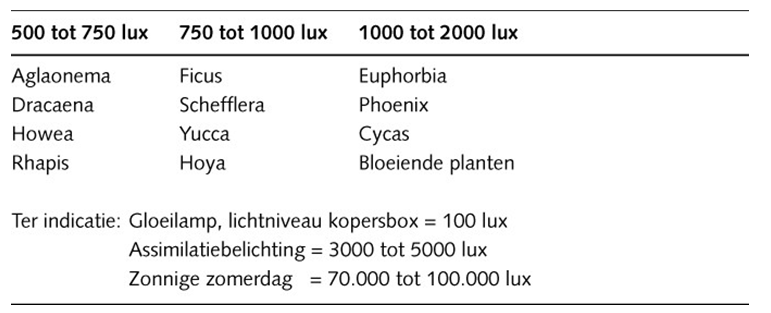 500 tot 750 lux 750 tot 1000 lux 1000 tot 2000 lux
Aglaonema Ficus Euphorbia
Dracaena Schefflera Phoenix
Howea Yucca Cycas
Rhapis Hoya Bloeiende planten
Ter indicatie: Gloeilamp, lichtniveau kopersbox = 100 lux
Assimilatiebelichting = 3000 tot 5000 lux
Zonnige zomerdag = 70.000 tot 100.000 lux